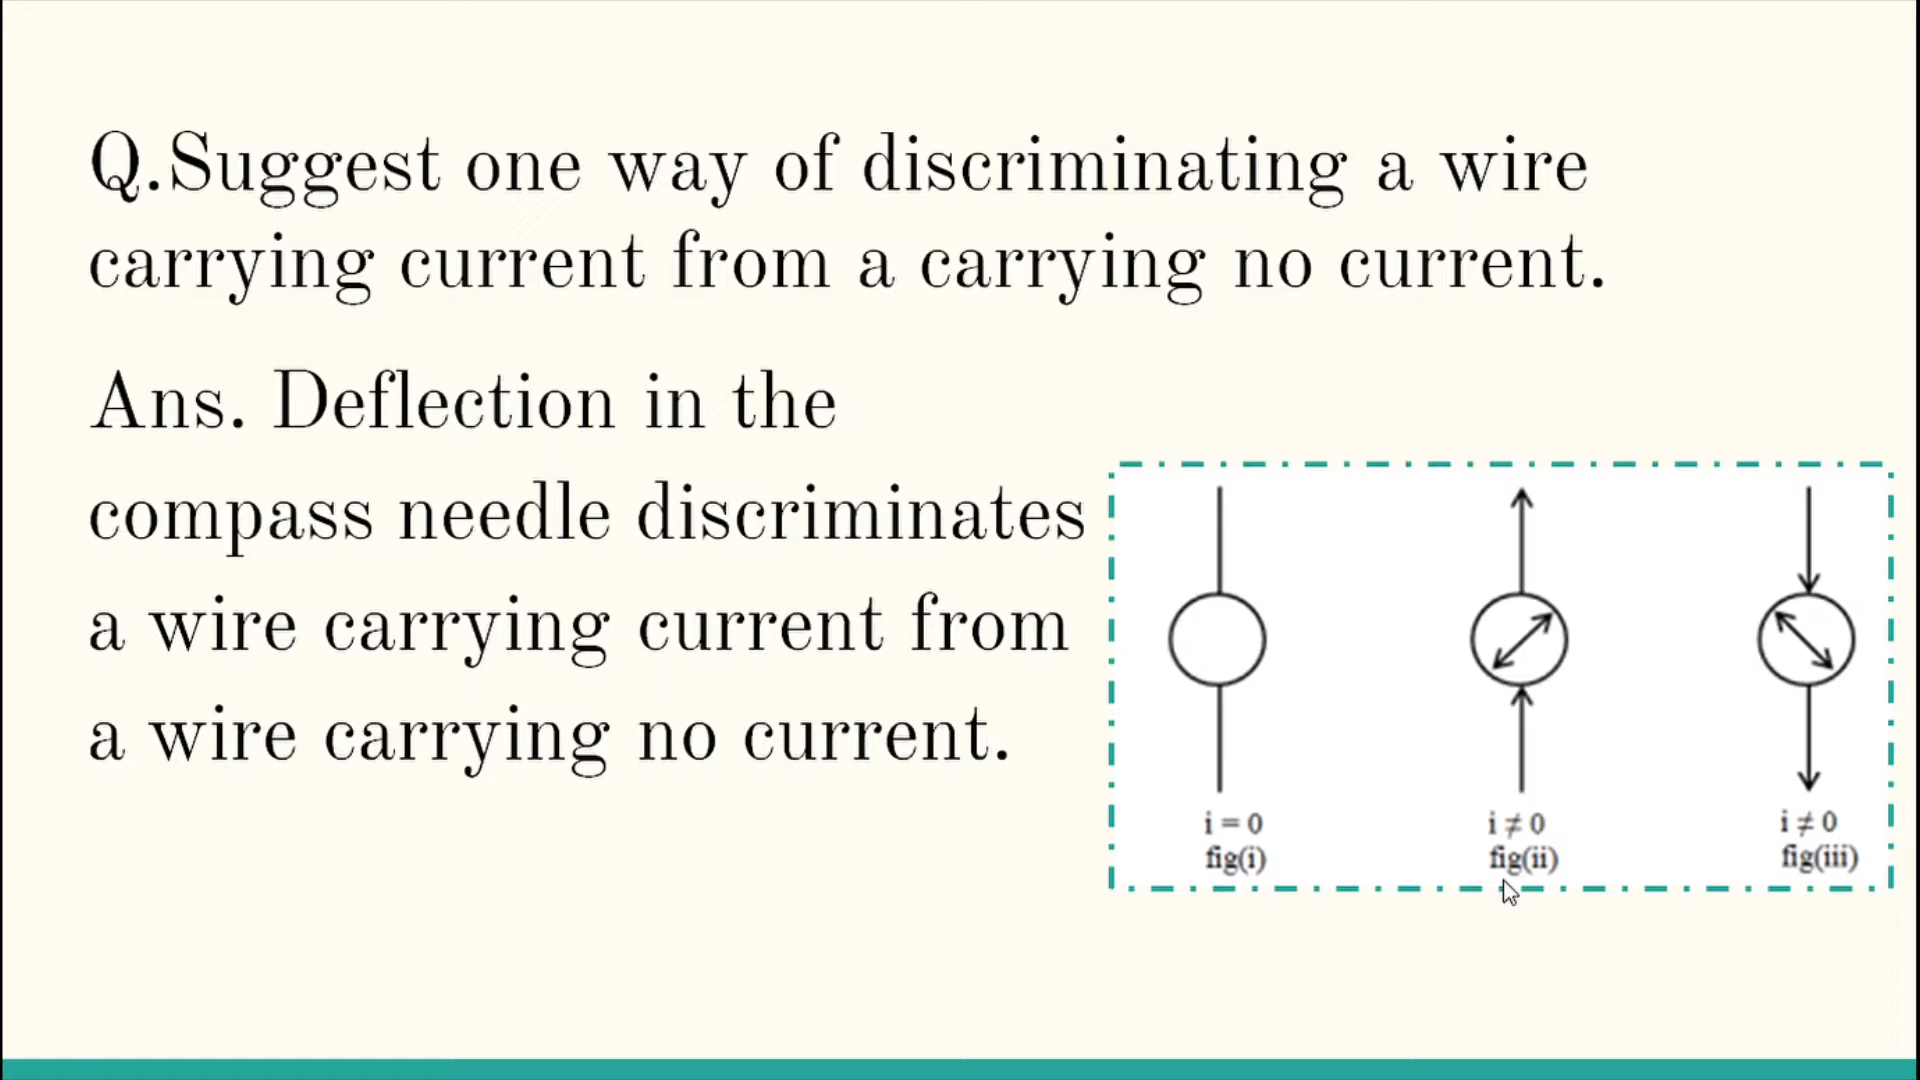 Q.Suggest one way of discriminating a wire
carrying current from a carrying no current.
Ans. Deflection in the
compass needle discriminates
a wire carrying current from
a wire carrying no current.
i = 0
fig(i)
i ≠ 0
fig(ii)
i ≠ 0
fig(iii)